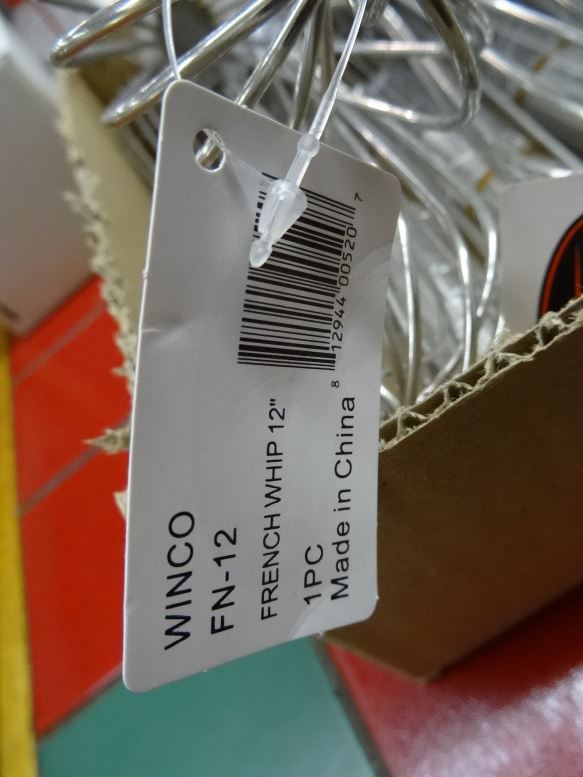 WINCO
FN-12
FRENCH WHIP 12"
1PC
Made in China
8 12944 00520 7